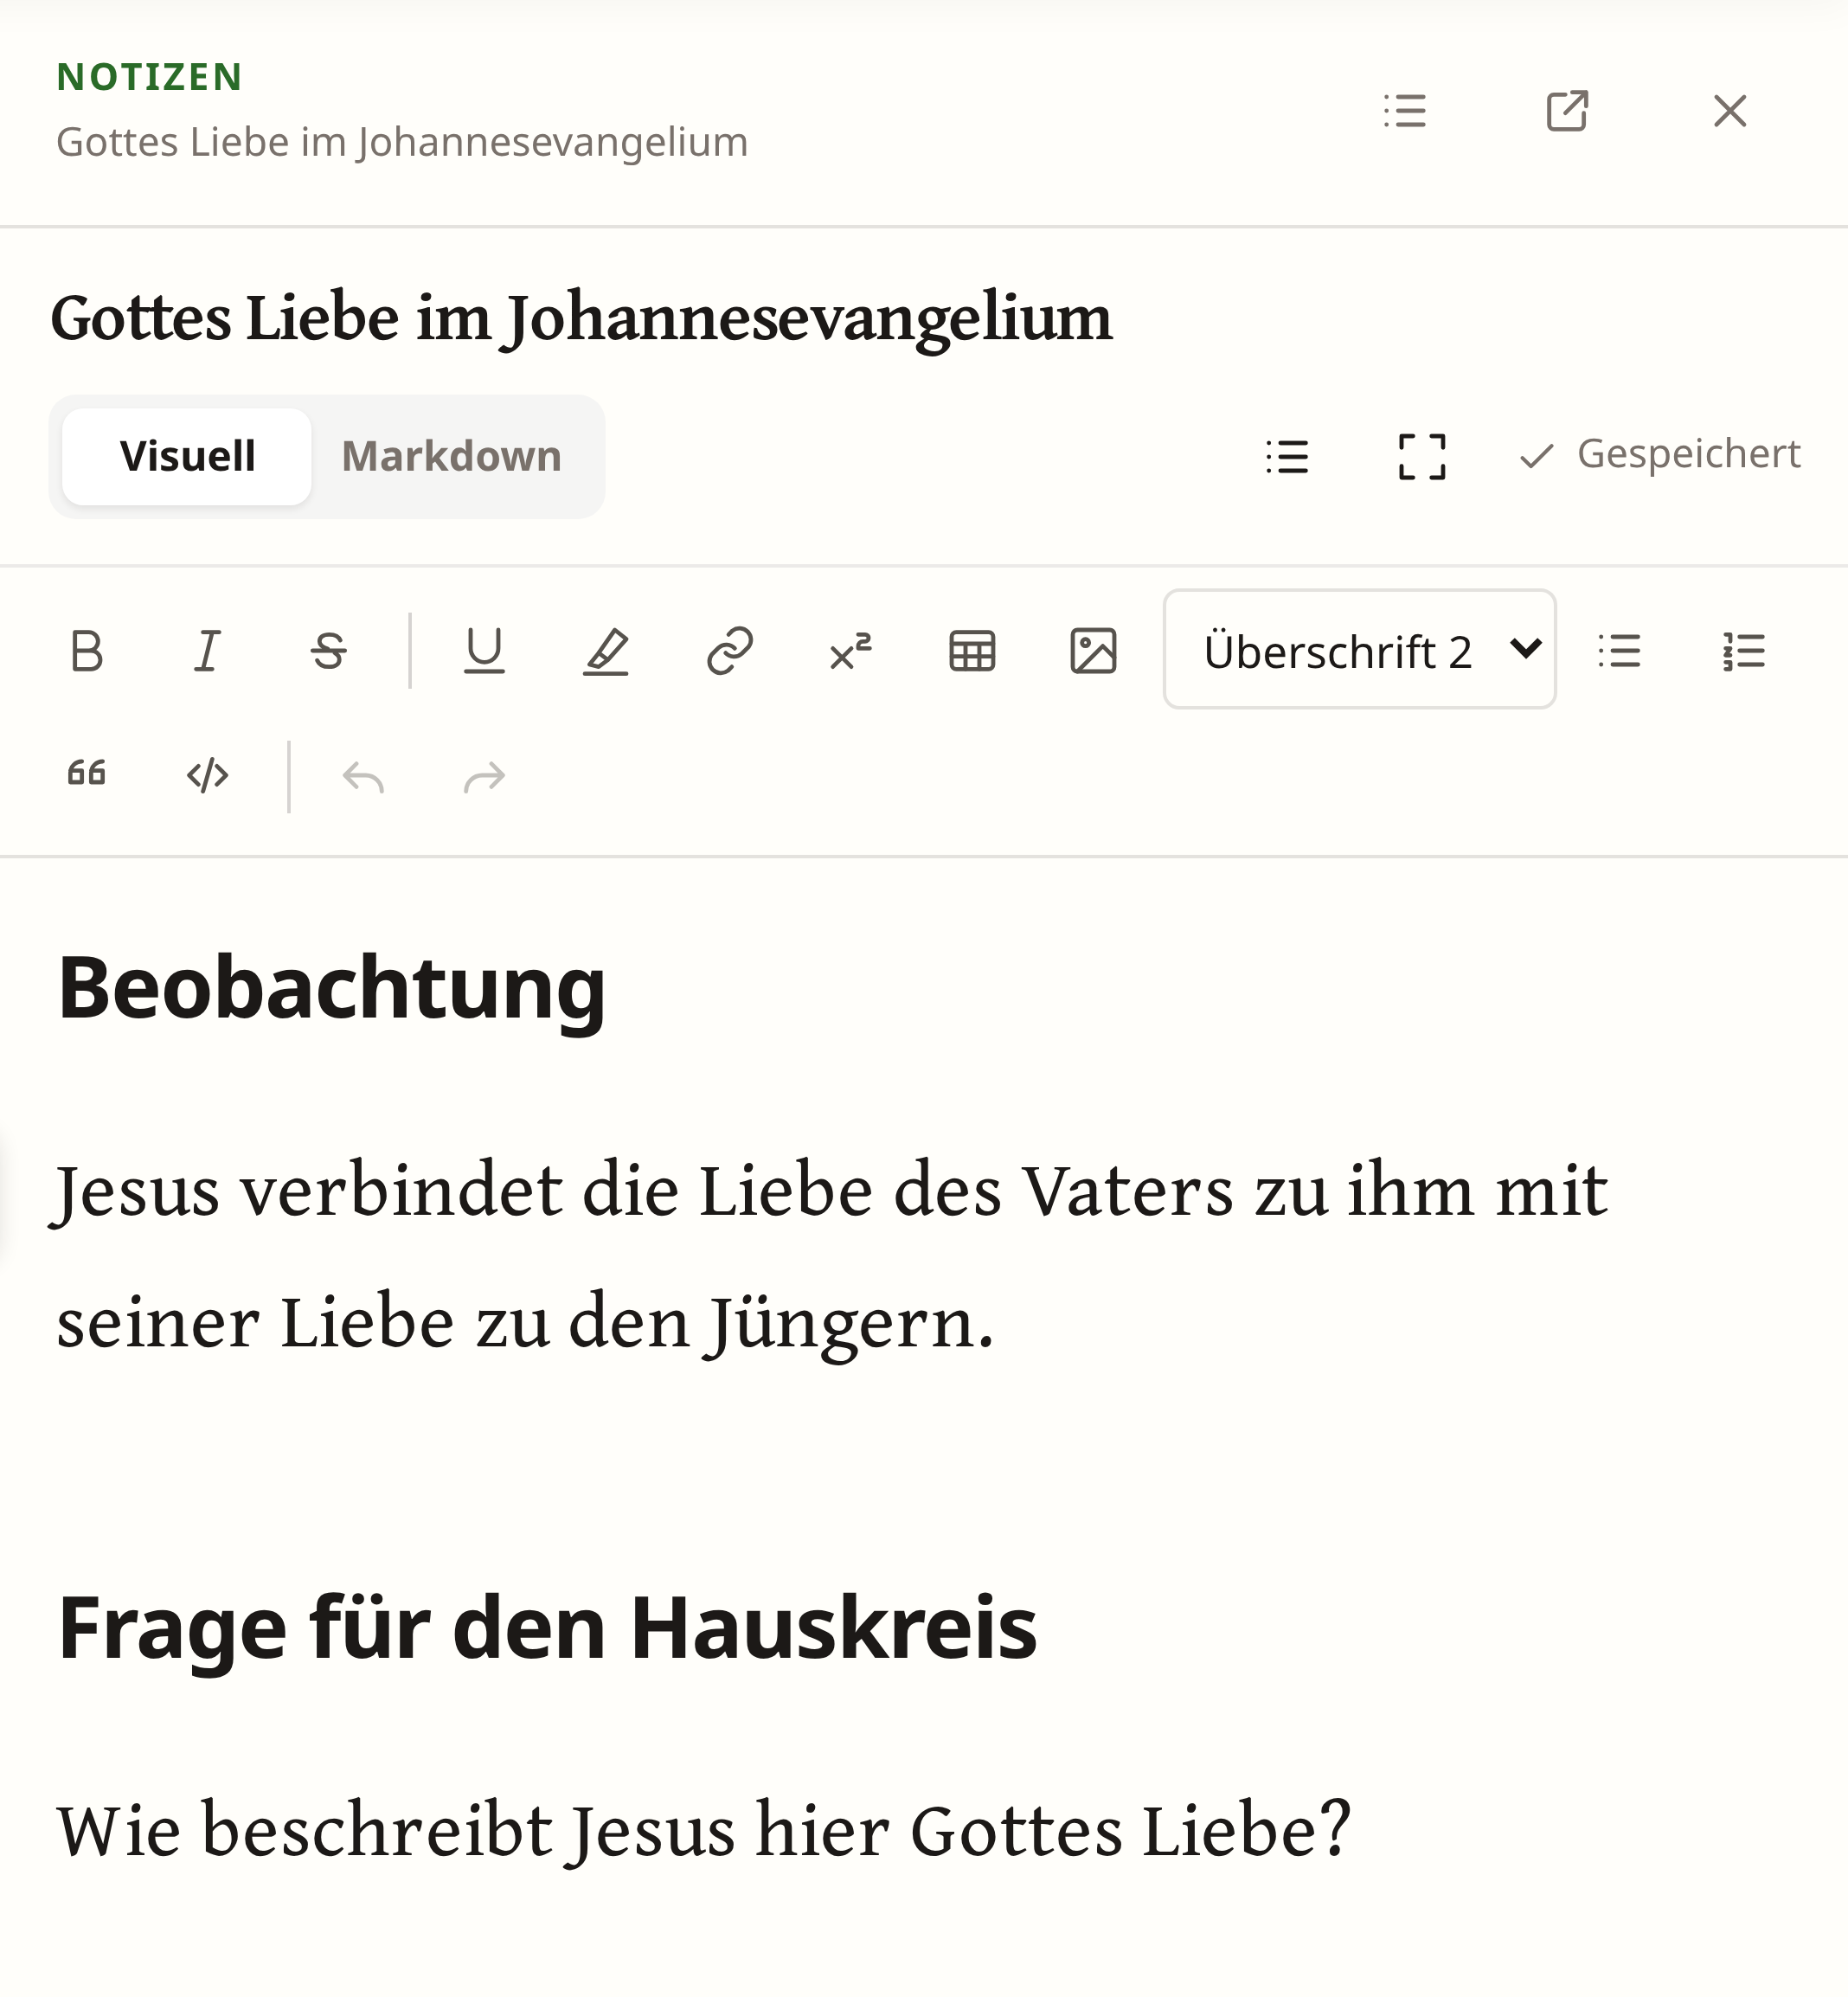 NOTIZEN
Gottes Liebe im Johannesevangelium
Gottes Liebe im Johannesevangelium
Visuell Markdown Gespeichert
Überschrift 2
Beobachtung
Jesus verbindet die Liebe des Vaters zu ihm mit
seiner Liebe zu den Jüngern.
Frage für den Hauskreis
Wie beschreibt Jesus hier Gottes Liebe?